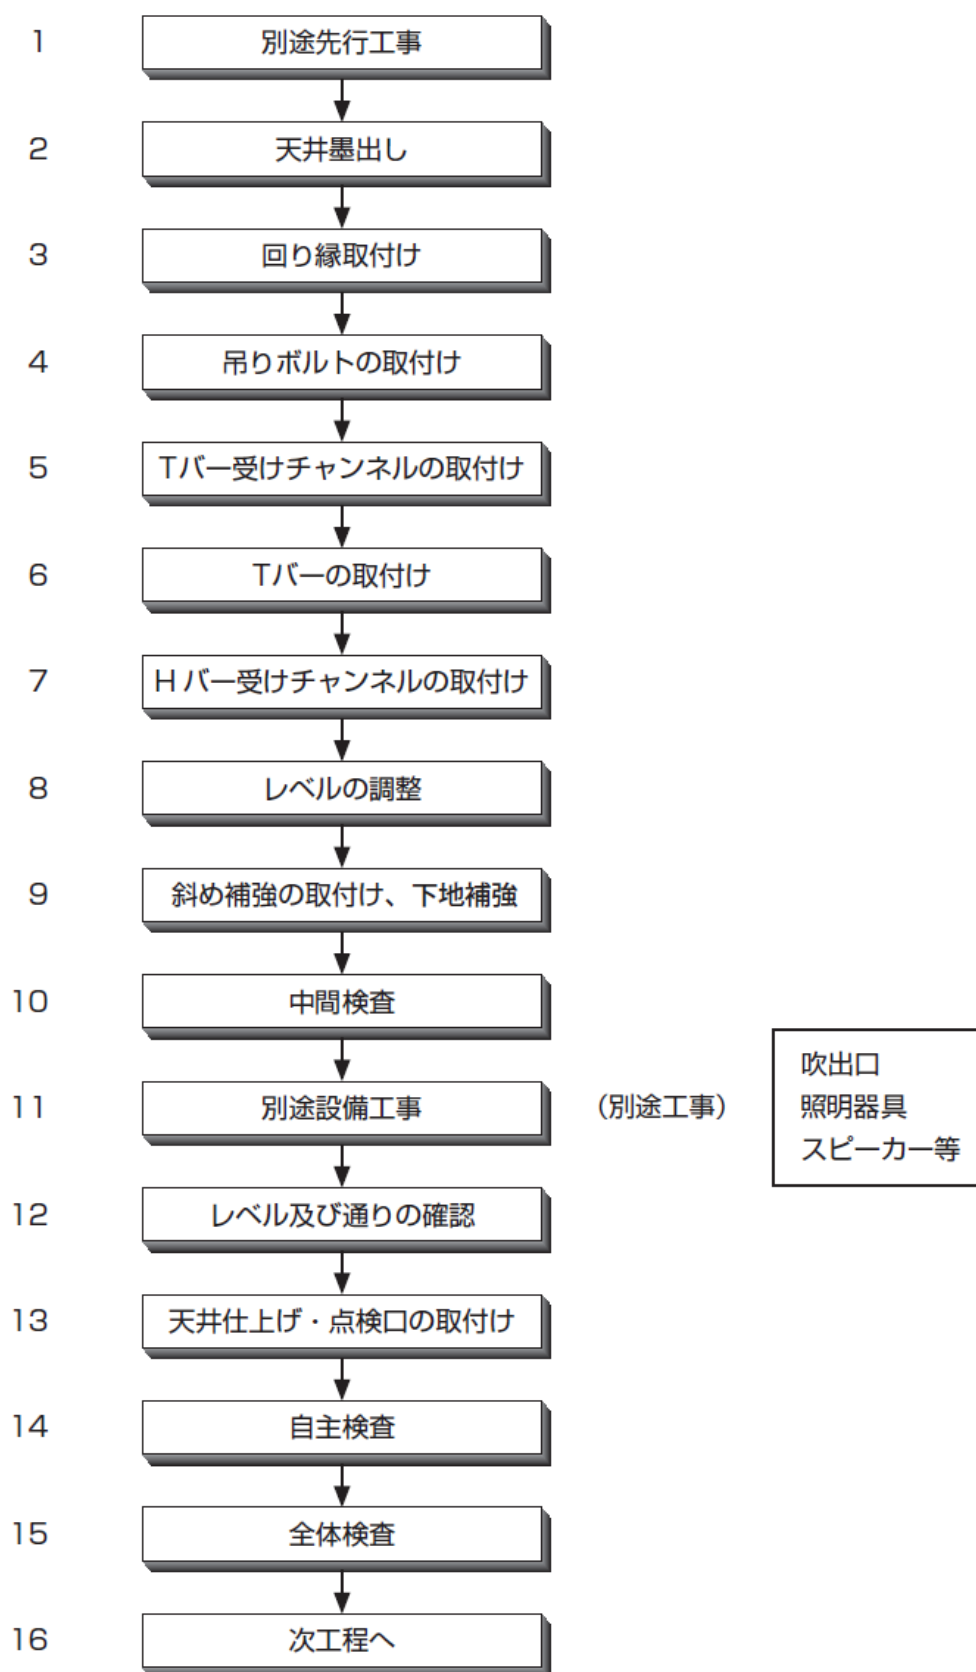 1 別途先行工事
2 天井墨出し
3 回り縁取付け
4 吊りボルトの取付け
5 Tバー受けチャンネルの取付け
6 Tバーの取付け
7 Hバー受けチャンネルの取付け
8 レベルの調整
9 斜め補強の取付け、下地補強
10 中間検査
11 別途設備工事 (別途工事)
吹出口
照明器具
スピーカー等
12 レベル及び通りの確認
13 天井仕上げ・点検口の取付け
14 自主検査
15 全体検査
16 次工程へ